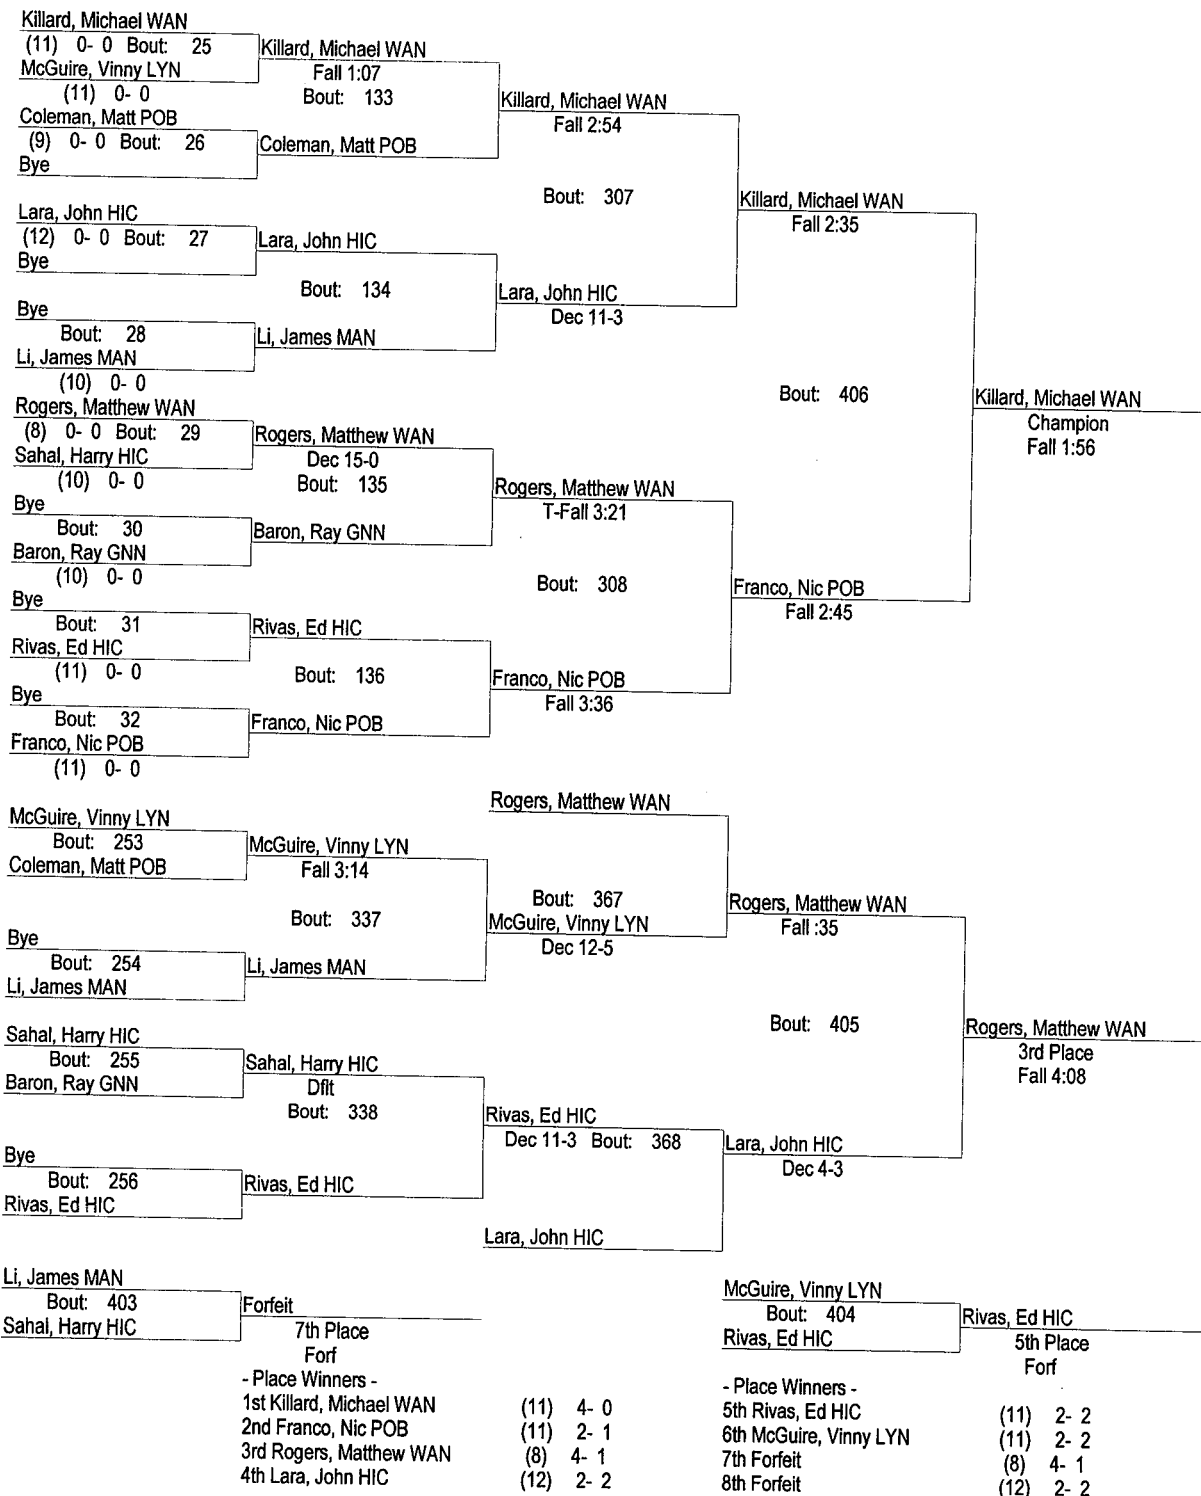 Killard, Michael WAN
(11) 0- 0 Bout: 25
McGuire, Vinny LYN
(11) 0- 0
Coleman, Matt POB
(9) 0- 0 Bout: 26
Bye
Lara, John HIC
(12) 0- 0 Bout: 27
Bye
Bye
Bout: 28
Li, James MAN
(10) 0- 0
Rogers, Matthew WAN
(8) 0- 0 Bout: 29
Sahal, Harry HIC
(10) 0- 0
Bye
Bout: 30
Baron, Ray GNN
(10) 0- 0
Bye
Bout: 31
Rivas, Ed HIC
(11) 0- 0
Bye
Bout: 32
Franco, Nic POB
(11) 0- 0
Killard, Michael WAN
Fall 1:07
Bout: 133
Coleman, Matt POB
Lara, John HIC
Bout: 134
Li, James MAN
Rogers, Matthew WAN
Dec 15-0
Bout: 135
Baron, Ray GNN
Rivas, Ed HIC
Bout: 136
Franco, Nic POB
Killard, Michael WAN
Fall 2:54
Bout: 307
Lara, John HIC
Dec 11-3
Rogers, Matthew WAN
T-Fall 3:21
Bout: 308
Franco, Nic POB
Fall 3:36
Killard, Michael WAN
Fall 2:35
Bout: 406
Franco, Nic POB
Fall 2:45
Killard, Michael WAN
Champion
Fall 1:56
McGuire, Vinny LYN
Bout: 253
Coleman, Matt POB
Bye
Bout: 254
Li, James MAN
Sahal, Harry HIC
Bout: 255
Baron, Ray GNN
Bye
Bout: 256
Rivas, Ed HIC
McGuire, Vinny LYN
Fall 3:14
Bout: 337
Li, James MAN
Sahal, Harry HIC
Dflt
Bout: 338
Rivas, Ed HIC
Rogers, Matthew WAN
Bout: 367
McGuire, Vinny LYN
Dec 12-5
Rivas, Ed HIC
Dec 11-3 Bout: 368
Lara, John HIC
Rogers, Matthew WAN
Fall :35
Bout: 405
Lara, John HIC
Dec 4-3
Rogers, Matthew WAN
3rd Place
Fall 4:08
Li, James MAN
Bout: 403
Sahal, Harry HIC
Forfeit
7th Place
Forf
McGuire, Vinny LYN
Bout: 404
Rivas, Ed HIC
Rivas, Ed HIC
5th Place
Forf
- Place Winners -
1st Killard, Michael WAN (11) 4- 0
2nd Franco, Nic POB (11) 2- 1
3rd Rogers, Matthew WAN (8) 4- 1
4th Lara, John HIC (12) 2- 2
- Place Winners -
5th Rivas, Ed HIC (11) 2- 2
6th McGuire, Vinny LYN (11) 2- 2
7th Forfeit (8) 4- 1
8th Forfeit (12) 2- 2